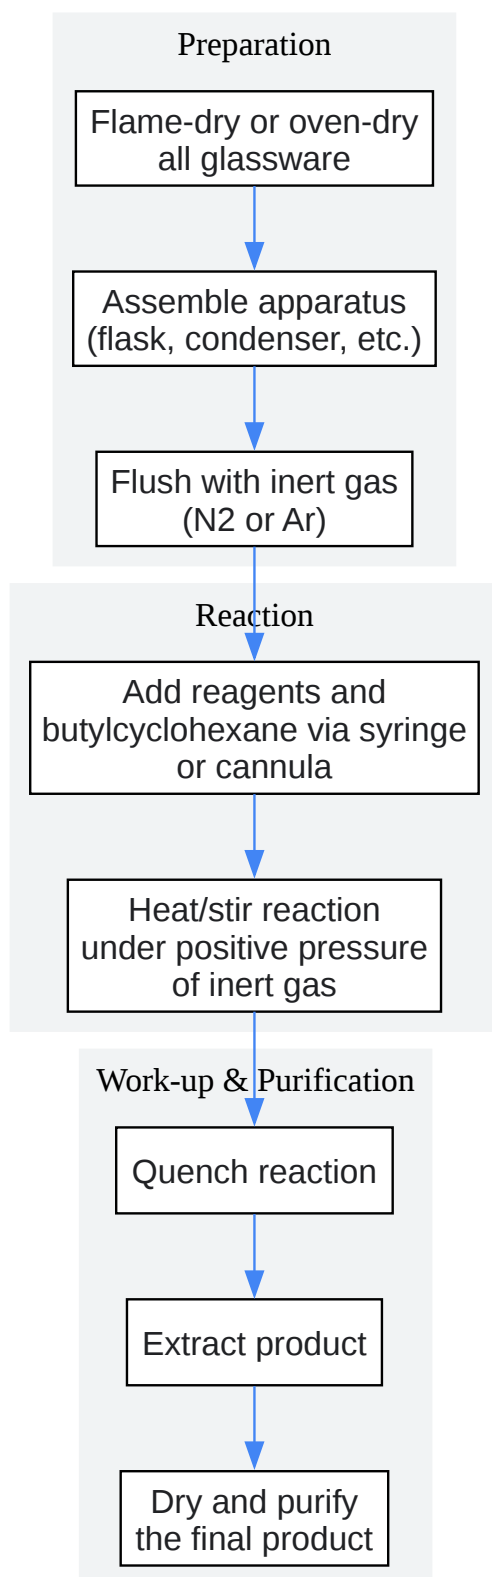 Preparation
Flame-dry or oven-dry
all glassware
Assemble apparatus
(flask, condenser, etc.)
Flush with inert gas
(N2 or Ar)
Reaction
Add reagents and
butylcyclohexane via syringe
or cannula
Heat/stir reaction
under positive pressure
of inert gas
Work-up & Purification
Quench reaction
Extract product
Dry and purify
the final product